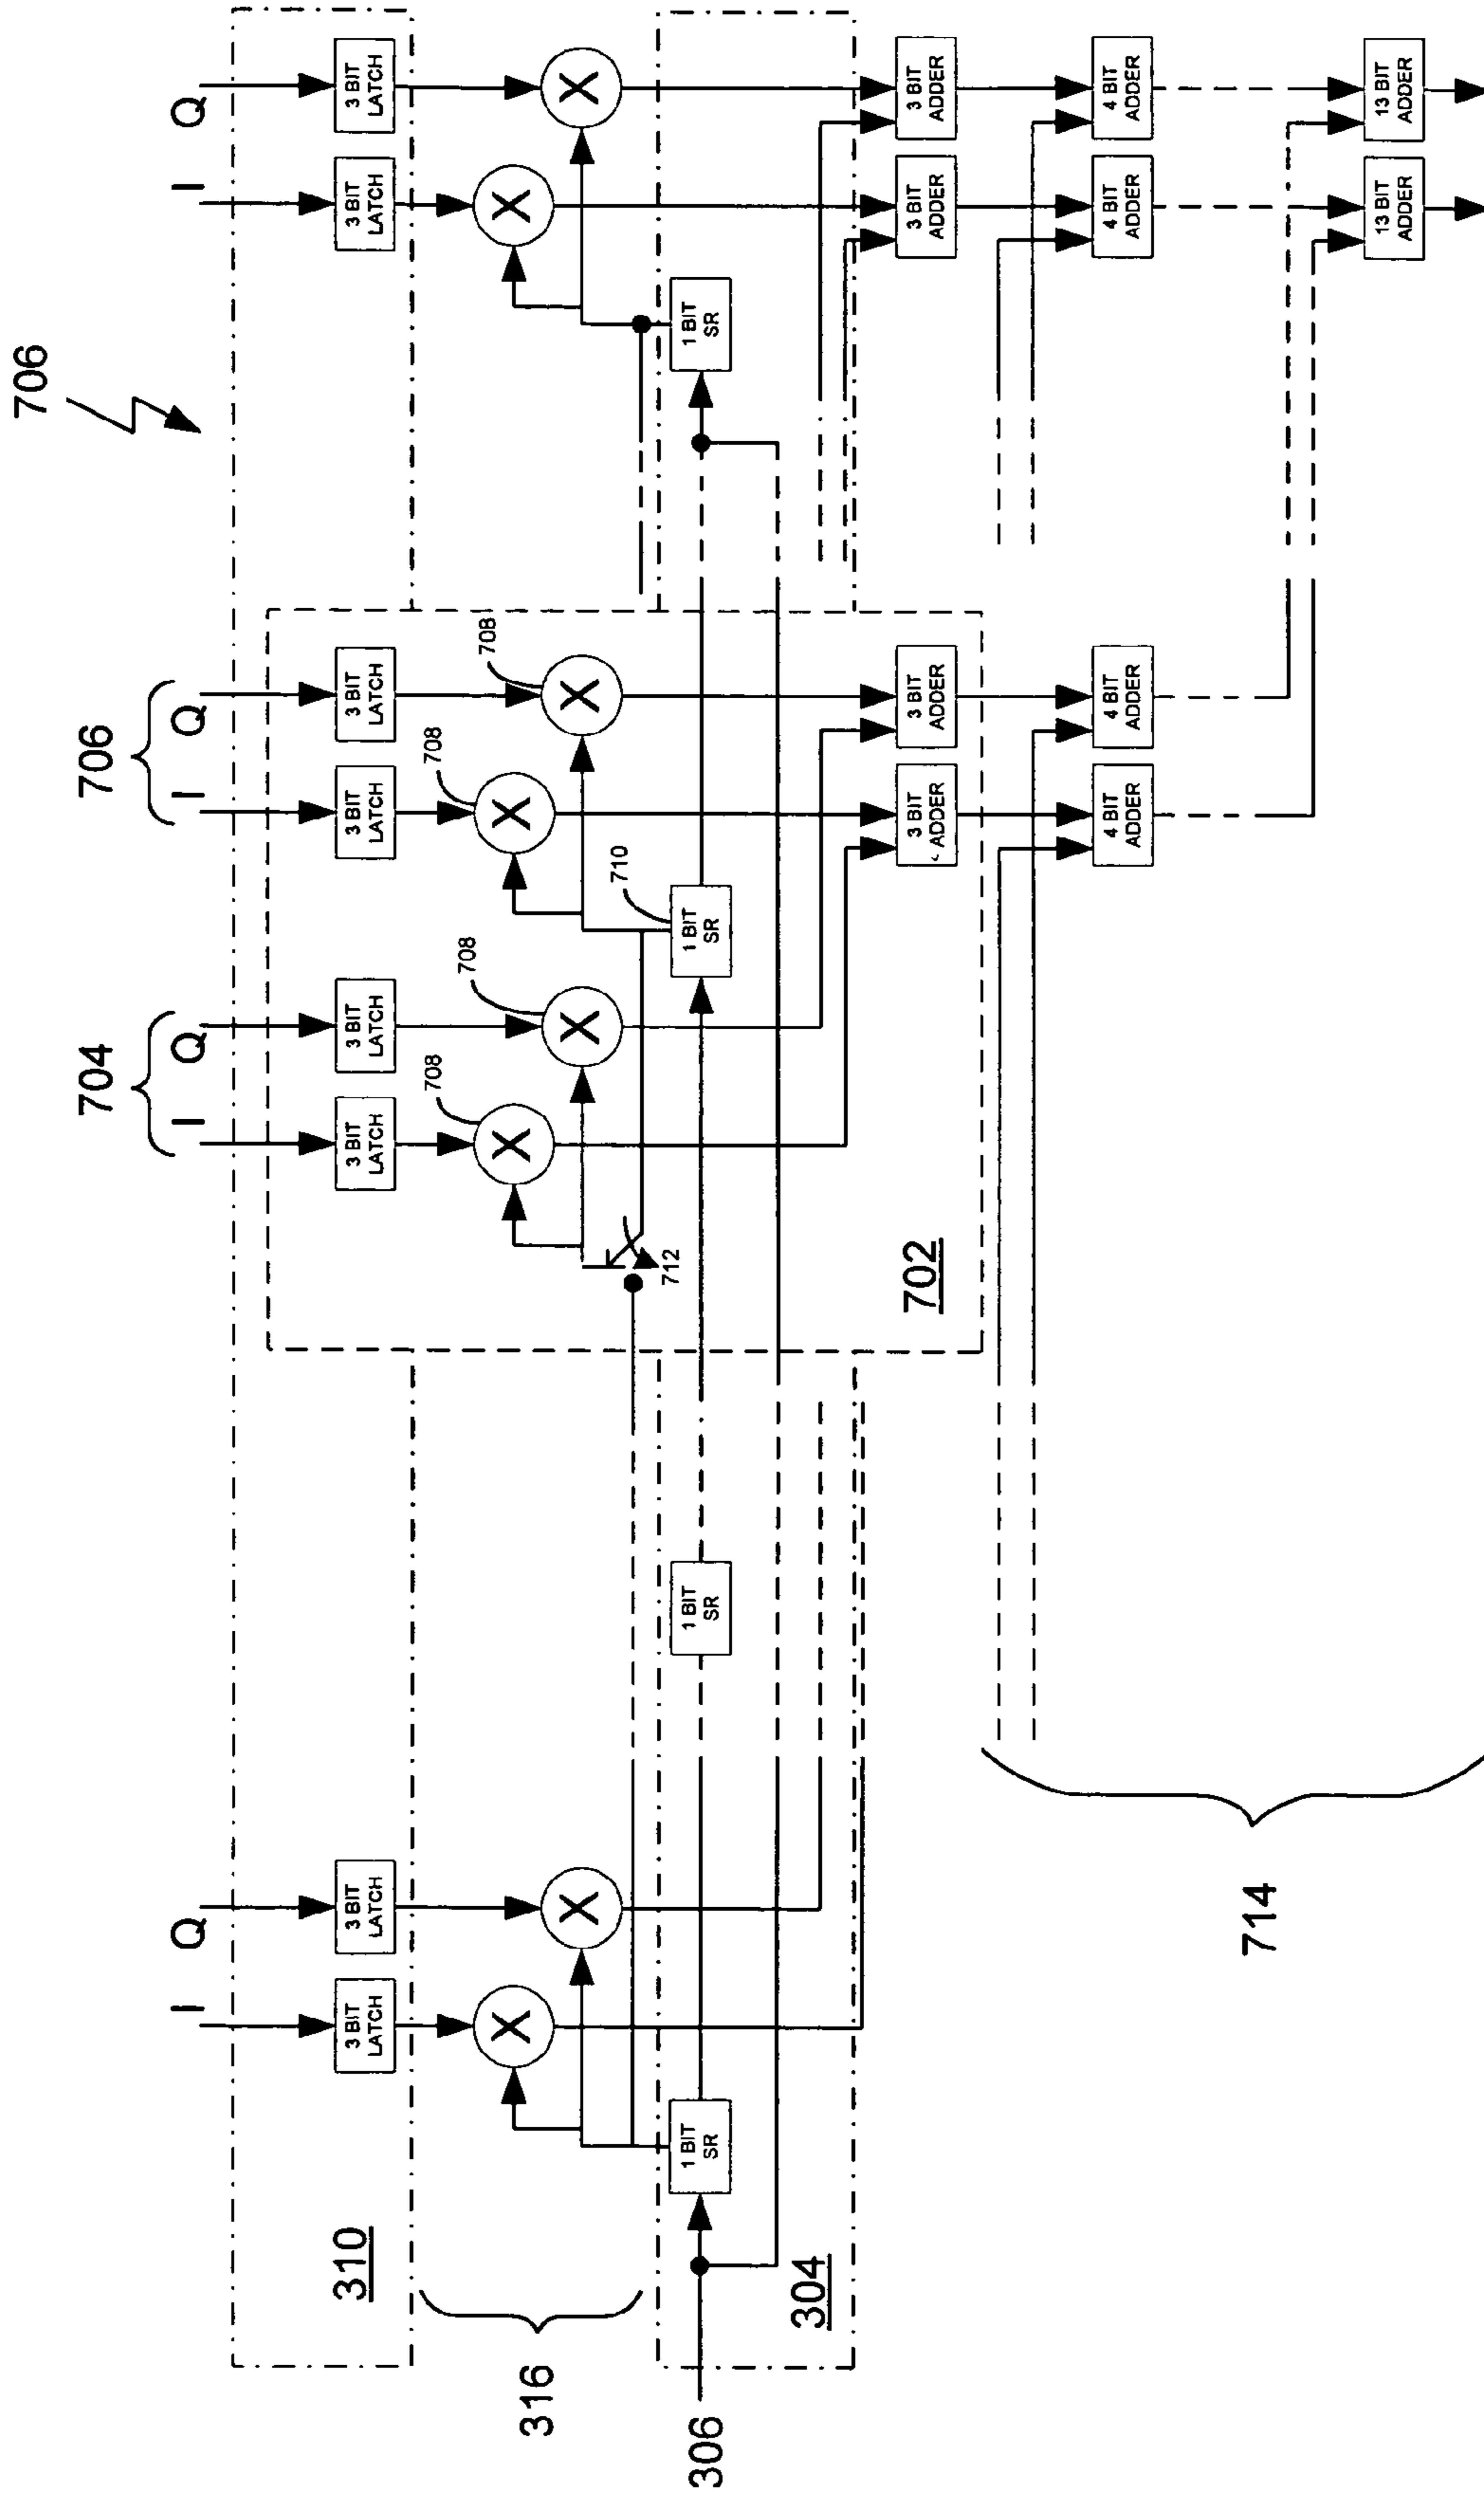 706
704
706
I Q
I Q
I Q
I Q
310
3 BIT
LATCH
3 BIT
LATCH
3 BIT
LATCH
3 BIT
LATCH
3 BIT
LATCH
3 BIT
LATCH
3 BIT
LATCH
3 BIT
LATCH
708
708
708
708
X
X
X
X
316
X
X
X
X
710
712
306
1 BIT
SR
1 BIT
SR
1 BIT
SR
1 BIT
SR
304
702
3 BIT
ADDER
3 BIT
ADDER
3 BIT
ADDER
3 BIT
ADDER
4 BIT
ADDER
4 BIT
ADDER
4 BIT
ADDER
4 BIT
ADDER
714
13 BIT
ADDER
13 BIT
ADDER